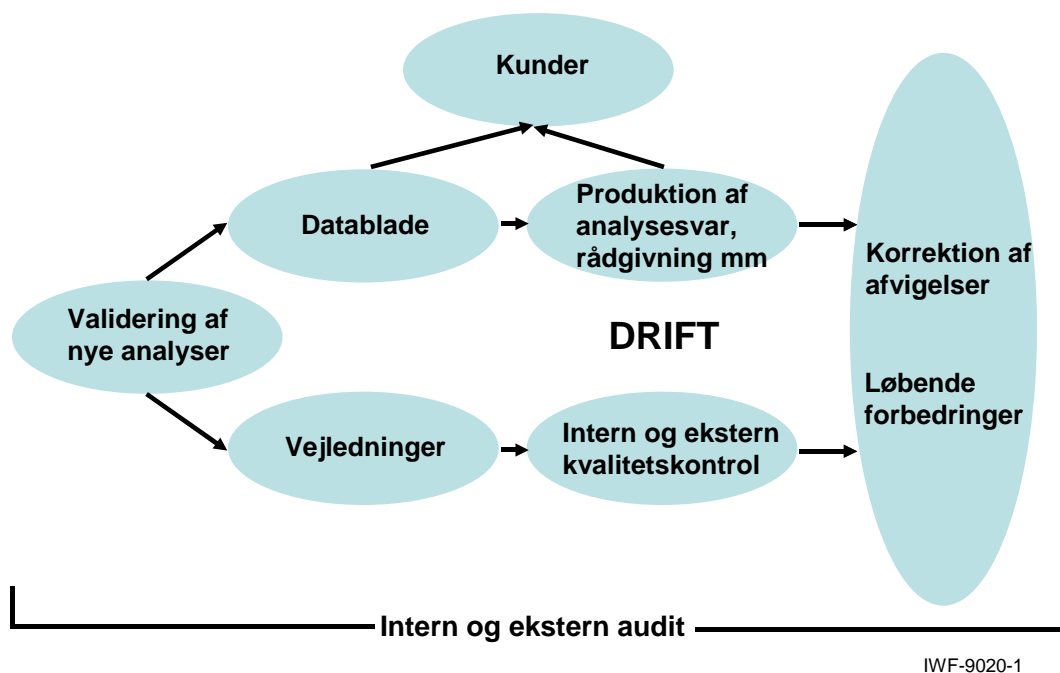 Kunder
Datablade
Produktion af
analysesvar,
rådgivning mm
Korrektion af
afvigelser
Validering af
nye analyser
DRIFT
Løbende
forbedringer
Vejledninger
Intern og ekstern
kvalitetskontrol
Intern og ekstern audit
IWF-9020-1